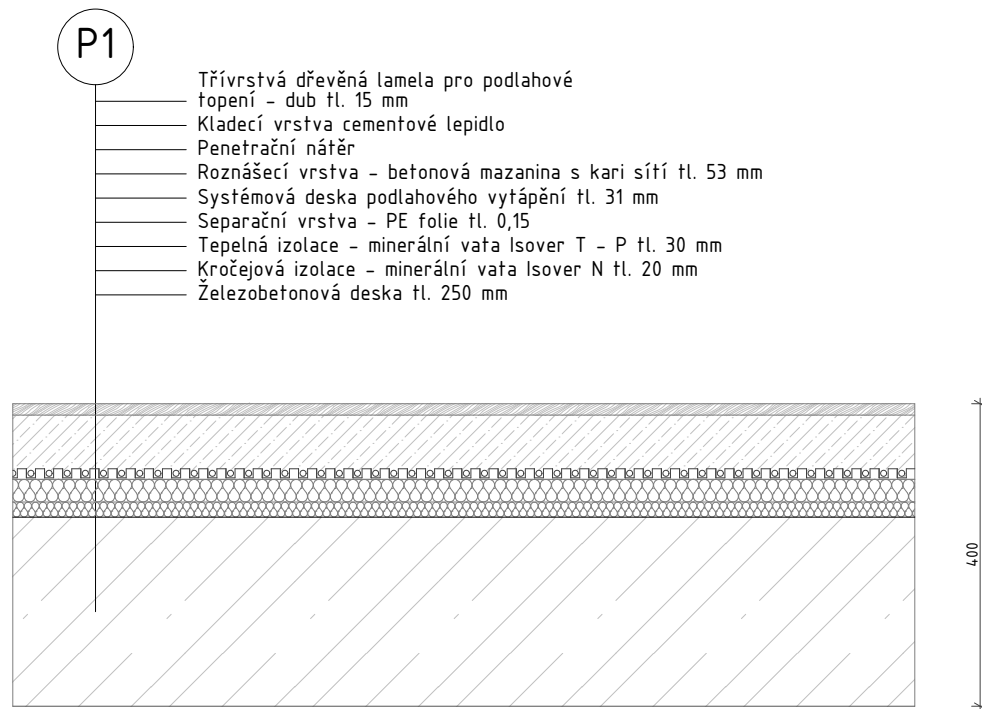 P1
Třívrstvá dřevěná lamela pro podlahové
topení - dub tl. 15 mm
Kladecí vrstva cementové lepidlo
Penetrační nátěr
Roznášecí vrstva - betonová mazanina s kari sítí tl. 53 mm
Systémová deska podlahového vytápění tl. 31 mm
Separační vrstva - PE folie tl. 0,15
Tepelná izolace - minerální vata Isover T - P tl. 30 mm
Kročejová izolace - minerální vata Isover N tl. 20 mm
Železobetonová deska tl. 250 mm
400